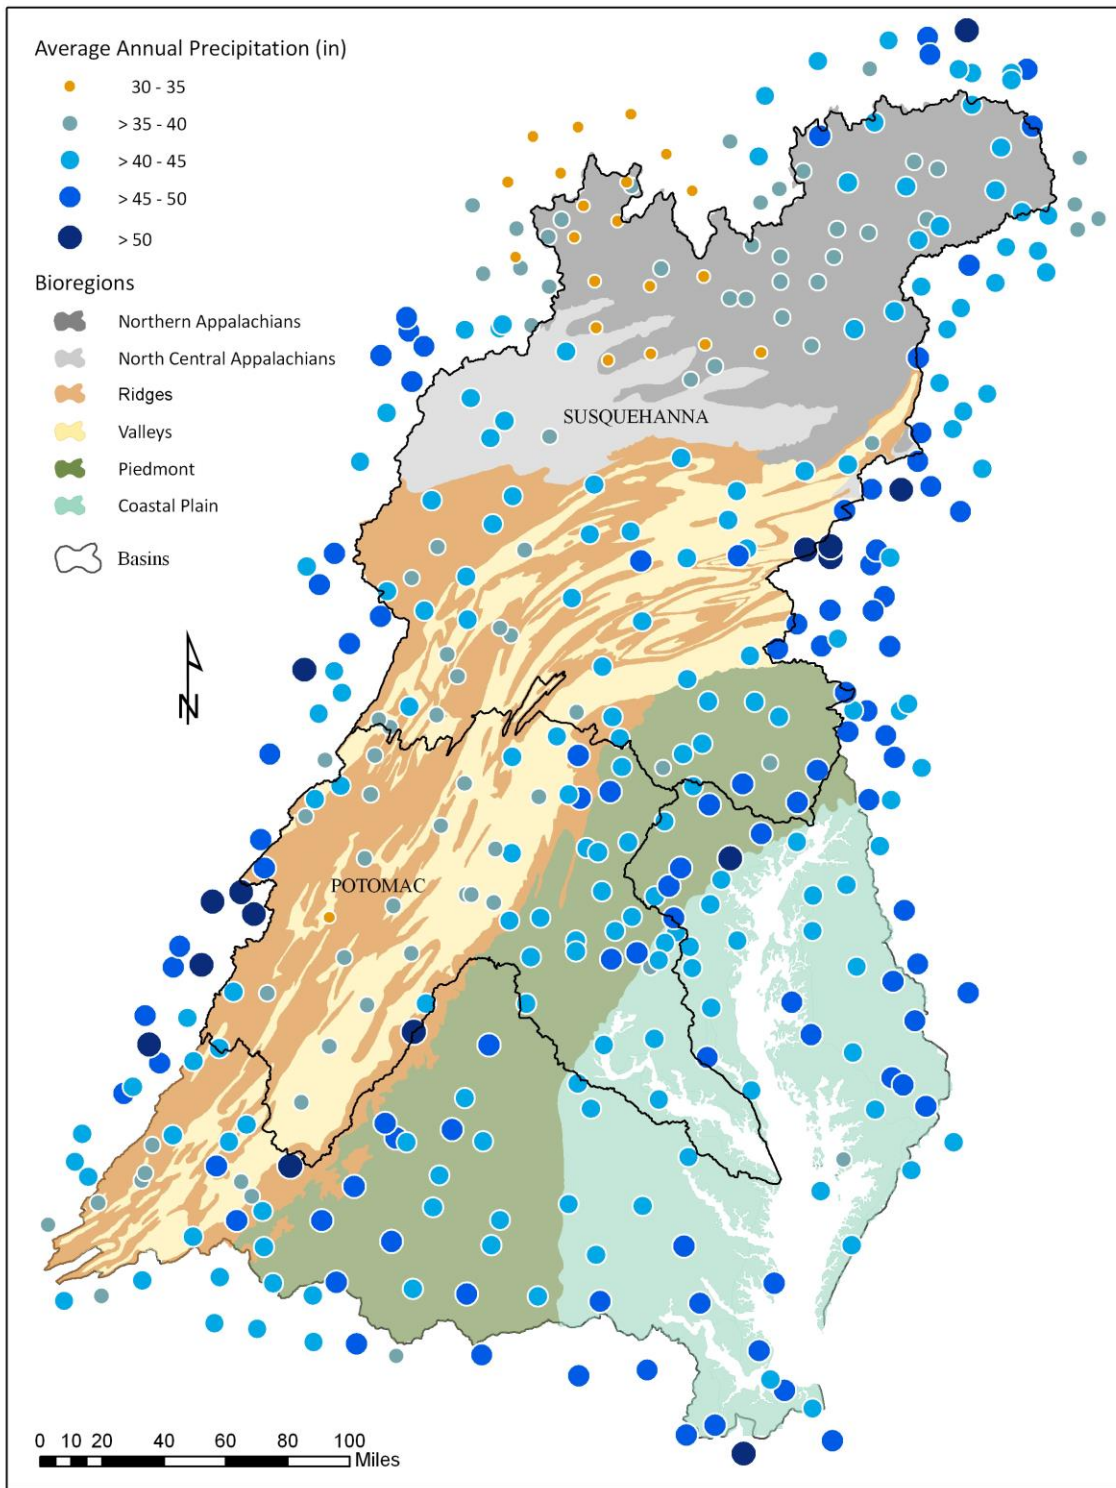 Average Annual Precipitation (in)
30 - 35
> 35 - 40
> 40 - 45
> 45 - 50
> 50
Bioregions
Northern Appalachians
North Central Appalachians
Ridges
Valleys
Piedmont
Coastal Plain
Basins
SUSQUEHANNA
N
POTOMAC
0 10 20 40 60 80 100
Miles